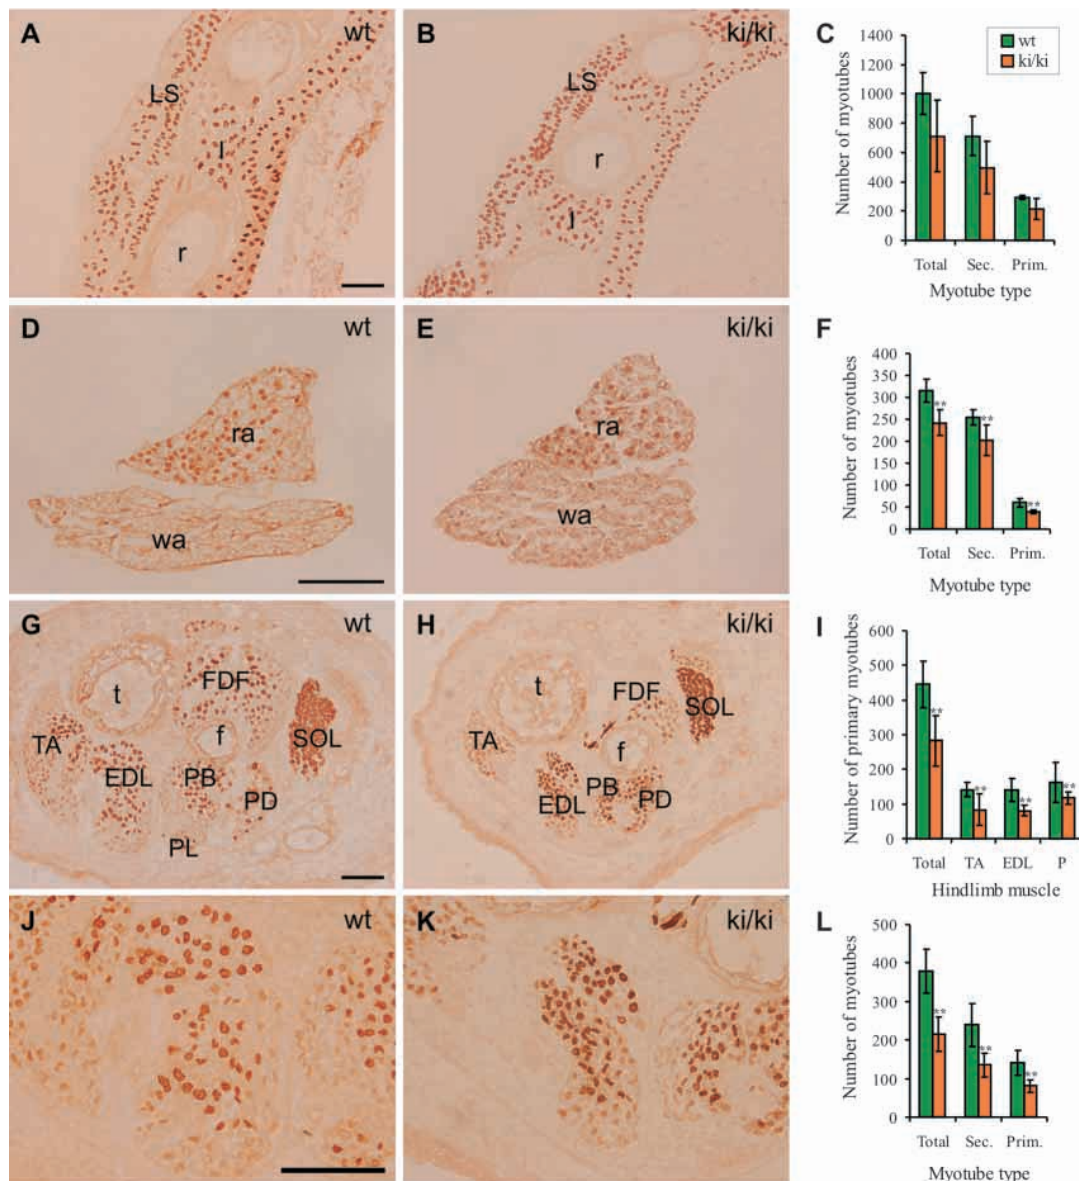 A wt
LS
l
r
B ki/ki
LS
r
l
C
wt
ki/ki
Number of myotubes
1400
1200
1000
800
600
400
200
0
Total Sec. Prim.
Myotube type
D wt
ra
wa
E ki/ki
ra
wa
F
Number of myotubes
400
350
300
250
200
150
100
50
0
** ** **
Total Sec. Prim.
Myotube type
G wt
t
FDF
f
SOL
TA
EDL
PB
PD
PL
H ki/ki
t
FDF
SOL
TA
f
EDL
PB
PD
I
Number of primary myotubes
600
500
400
300
200
100
0
** ** ** **
Total TA EDL P
Hindlimb muscle
J wt
K ki/ki
L
Number of myotubes
500
400
300
200
100
0
** ** **
Total Sec. Prim.
Myotube type